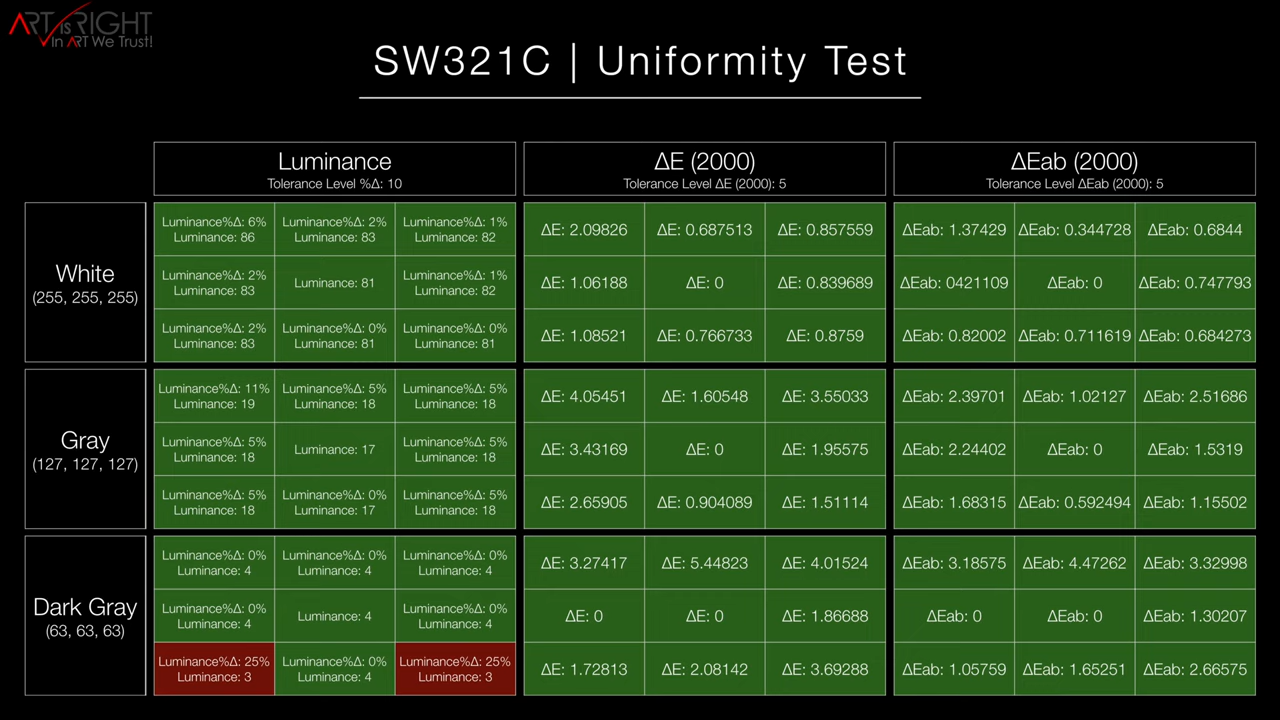 ART is RIGHT
In ART We Trust!
SW321C | Uniformity Test
Luminance
Tolerance Level %Δ: 10
ΔE (2000)
Tolerance Level ΔE (2000): 5
ΔEab (2000)
Tolerance Level ΔEab (2000): 5
White
(255, 255, 255)
Luminance%Δ: 6%
Luminance: 86
Luminance%Δ: 2%
Luminance: 83
Luminance%Δ: 1%
Luminance: 82
ΔE: 2.09826
ΔE: 0.687513
ΔE: 0.857559
ΔEab: 1.37429
ΔEab: 0.344728
ΔEab: 0.6844
Luminance%Δ: 2%
Luminance: 83
Luminance: 81
Luminance%Δ: 1%
Luminance: 82
ΔE: 1.06188
ΔE: 0
ΔE: 0.839689
ΔEab: 0421109
ΔEab: 0
ΔEab: 0.747793
Luminance%Δ: 2%
Luminance: 83
Luminance%Δ: 0%
Luminance: 81
Luminance%Δ: 0%
Luminance: 81
ΔE: 1.08521
ΔE: 0.766733
ΔE: 0.8759
ΔEab: 0.82002
ΔEab: 0.711619
ΔEab: 0.684273
Gray
(127, 127, 127)
Luminance%Δ: 11%
Luminance: 19
Luminance%Δ: 5%
Luminance: 18
Luminance%Δ: 5%
Luminance: 18
ΔE: 4.05451
ΔE: 1.60548
ΔE: 3.55033
ΔEab: 2.39701
ΔEab: 1.02127
ΔEab: 2.51686
Luminance%Δ: 5%
Luminance: 18
Luminance: 17
Luminance%Δ: 5%
Luminance: 18
ΔE: 3.43169
ΔE: 0
ΔE: 1.95575
ΔEab: 2.24402
ΔEab: 0
ΔEab: 1.5319
Luminance%Δ: 5%
Luminance: 18
Luminance%Δ: 0%
Luminance: 17
Luminance%Δ: 5%
Luminance: 18
ΔE: 2.65905
ΔE: 0.904089
ΔE: 1.51114
ΔEab: 1.68315
ΔEab: 0.592494
ΔEab: 1.15502
Dark Gray
(63, 63, 63)
Luminance%Δ: 0%
Luminance: 4
Luminance%Δ: 0%
Luminance: 4
Luminance%Δ: 0%
Luminance: 4
ΔE: 3.27417
ΔE: 5.44823
ΔE: 4.01524
ΔEab: 3.18575
ΔEab: 4.47262
ΔEab: 3.32998
Luminance%Δ: 0%
Luminance: 4
Luminance: 4
Luminance%Δ: 0%
Luminance: 4
ΔE: 0
ΔE: 0
ΔE: 1.86688
ΔEab: 0
ΔEab: 0
ΔEab: 1.30207
Luminance%Δ: 25%
Luminance: 3
Luminance%Δ: 0%
Luminance: 4
Luminance%Δ: 25%
Luminance: 3
ΔE: 1.72813
ΔE: 2.08142
ΔE: 3.69288
ΔEab: 1.05759
ΔEab: 1.65251
ΔEab: 2.66575